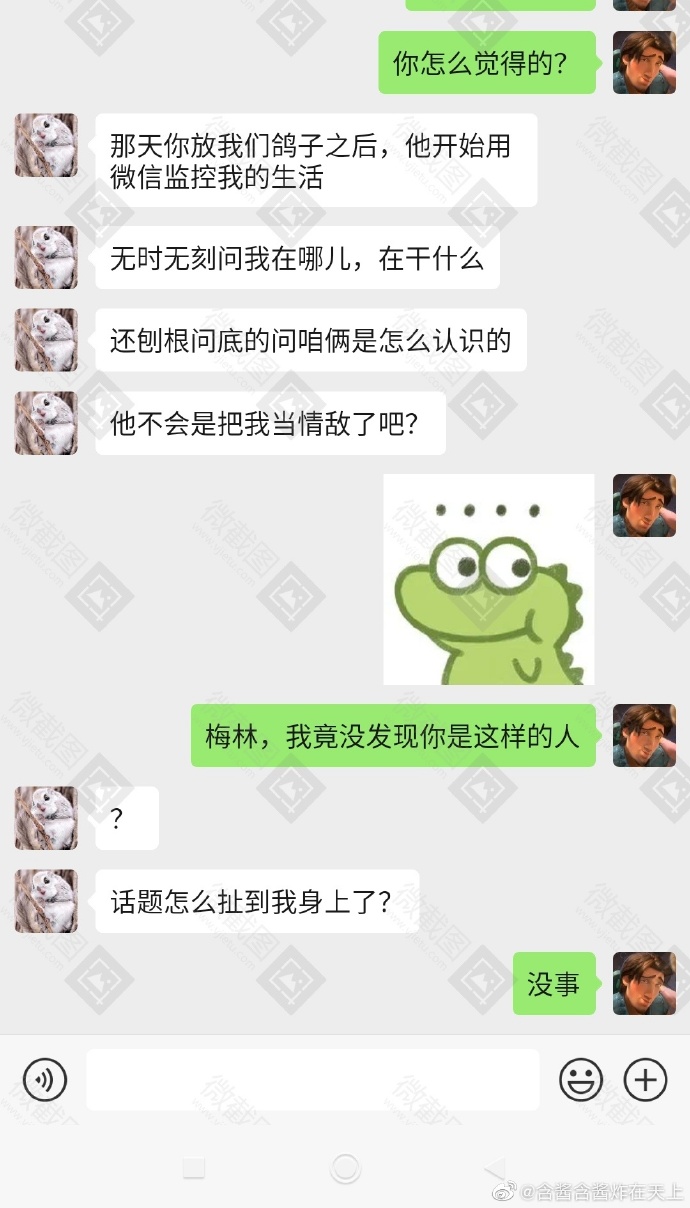 你怎么觉得的？
那天你放我们鸽子之后，他开始用
微信监控我的生活
无时无刻问我在哪儿，在干什么
还刨根问底的问咱俩是怎么认识的
他不会是把我当情敌了吧？
梅林，我竟没发现你是这样的人
？
话题怎么扯到我身上了？
没事
微截图
@含酱含酱炸在天上